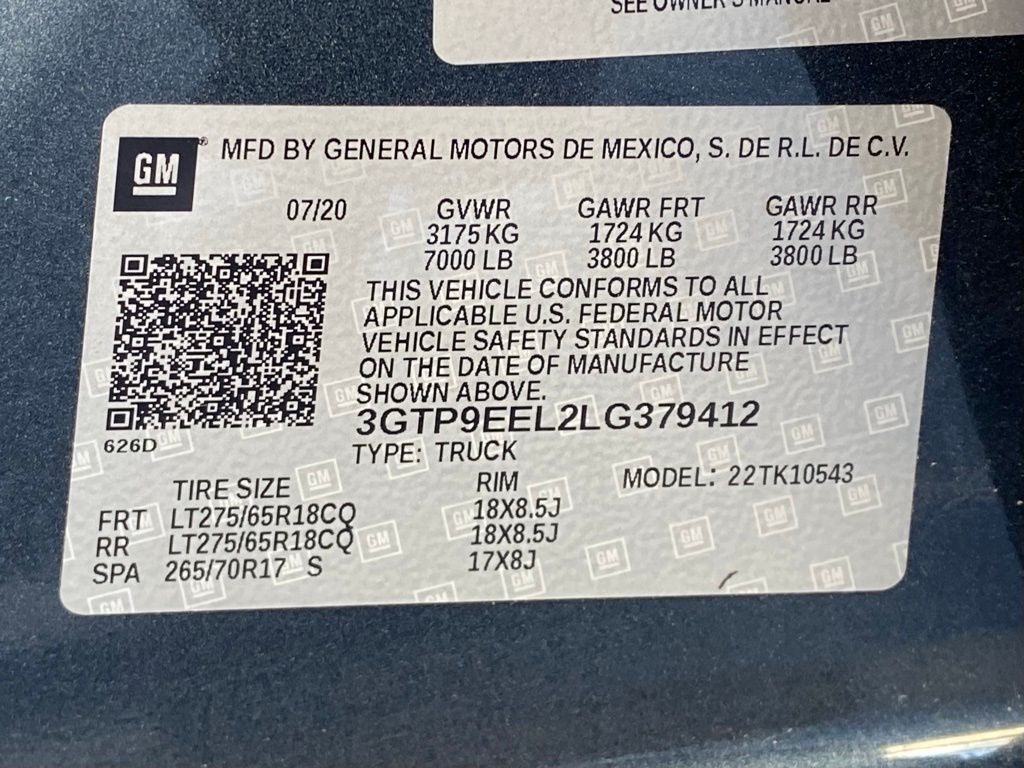 SEE OWNER'S MANUAL
GM
MFD BY GENERAL MOTORS DE MEXICO, S. DE R.L. DE C.V.
07/20 GVWR GAWR FRT GAWR RR
3175 KG 1724 KG 1724 KG
7000 LB 3800 LB 3800 LB
THIS VEHICLE CONFORMS TO ALL
APPLICABLE U.S. FEDERAL MOTOR
VEHICLE SAFETY STANDARDS IN EFFECT
ON THE DATE OF MANUFACTURE
SHOWN ABOVE.
3GTP9EEL2LG379412
626D
TYPE: TRUCK
TIRE SIZE RIM MODEL: 22TK10543
FRT LT275/65R18CQ 18X8.5J
RR LT275/65R18CQ 18X8.5J
SPA 265/70R17 S 17X8J